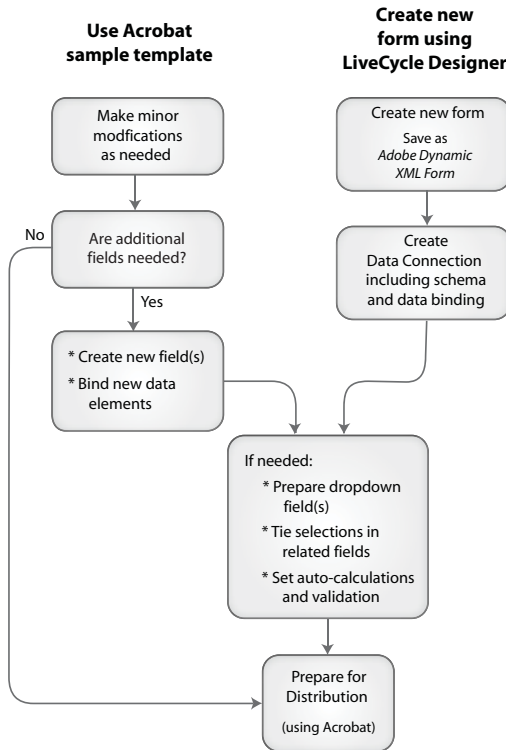 Use Acrobat
sample template
Create new
form using
LiveCycle Designer
Make minor
modfications
as needed
Create new form
Save as
Adobe Dynamic
XML Form
No
Are additional
fields needed?
Create
Data Connection
including schema
and data binding
Yes
* Create new field(s)
* Bind new data
elements
If needed:
* Prepare dropdown
field(s)
* Tie selections in
related fields
* Set auto-calculations
and validation
Prepare for
Distribution
(using Acrobat)